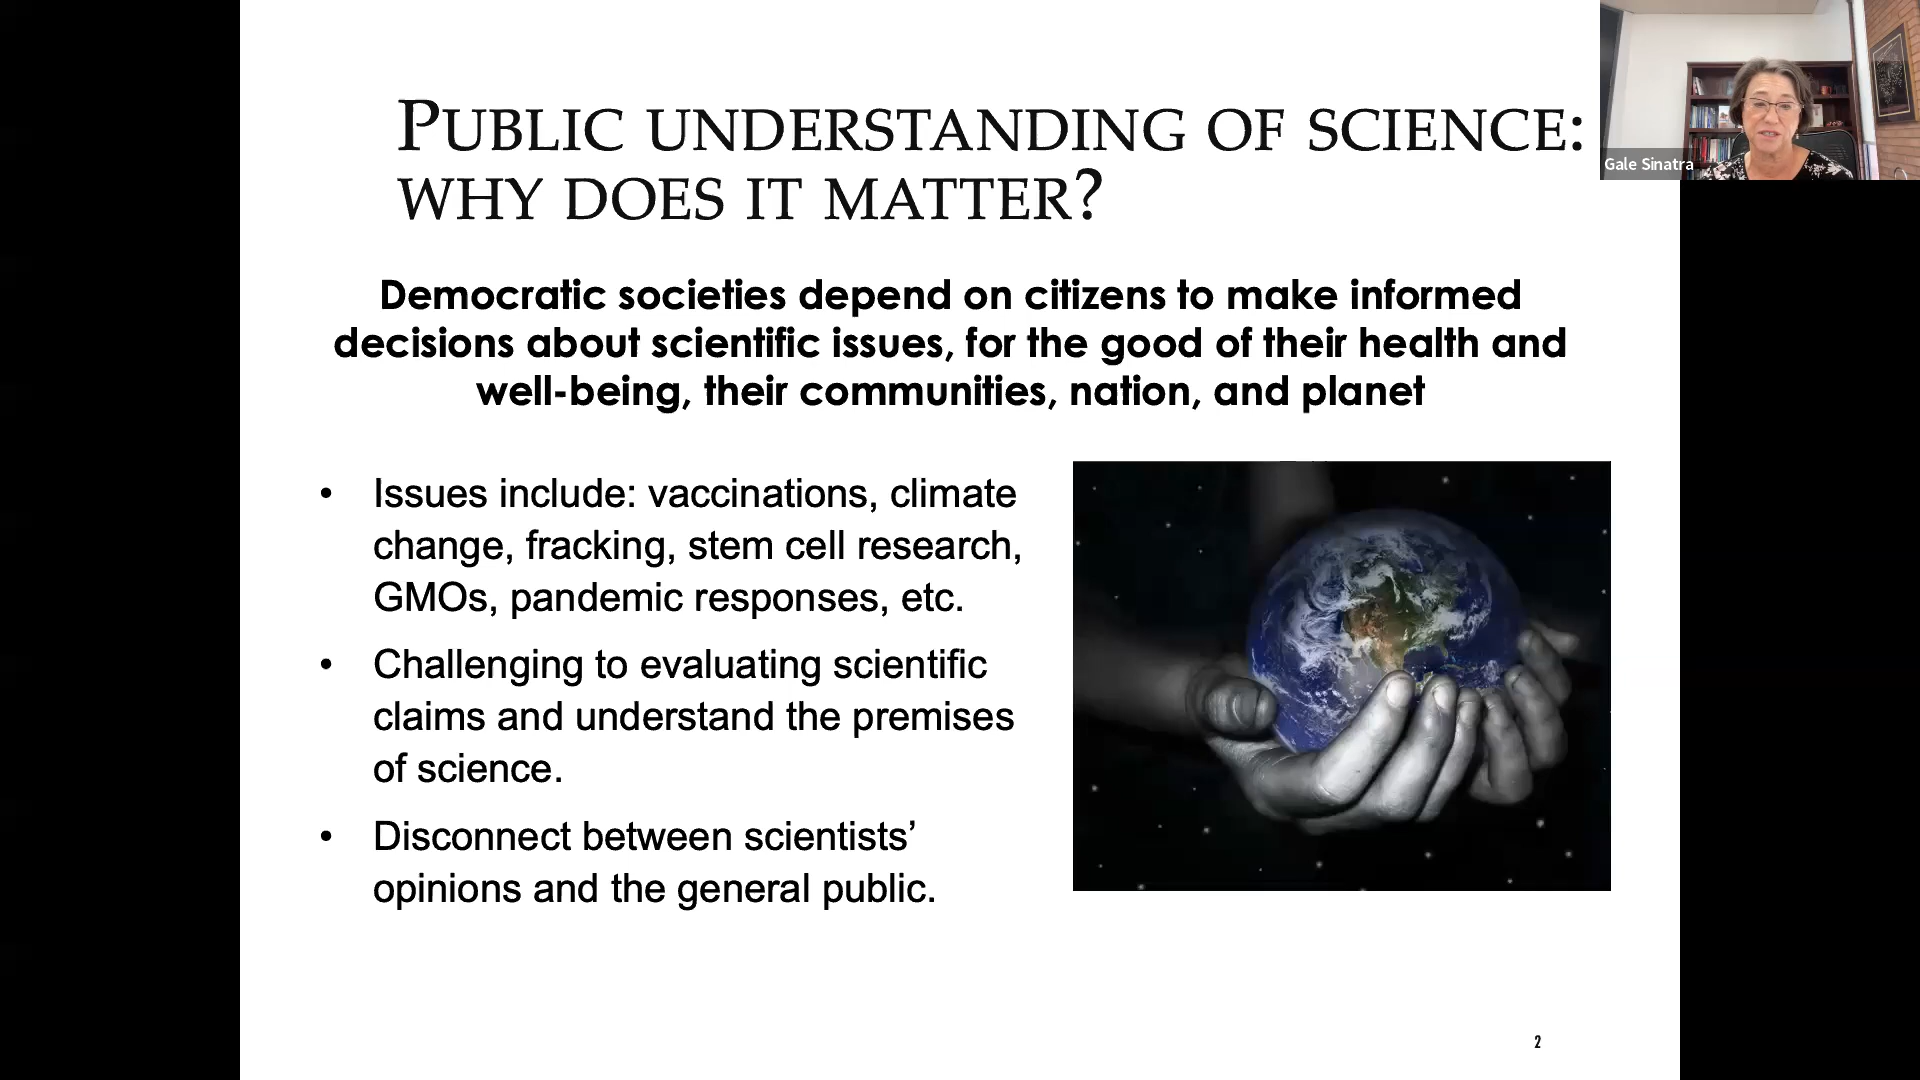 PUBLIC UNDERSTANDING OF SCIENCE:
WHY DOES IT MATTER?
Gale Sinatra
Democratic societies depend on citizens to make informed
decisions about scientific issues, for the good of their health and
well-being, their communities, nation, and planet
• Issues include: vaccinations, climate
change, fracking, stem cell research,
GMOs, pandemic responses, etc.
• Challenging to evaluating scientific
claims and understand the premises
of science.
• Disconnect between scientists’
opinions and the general public.
2